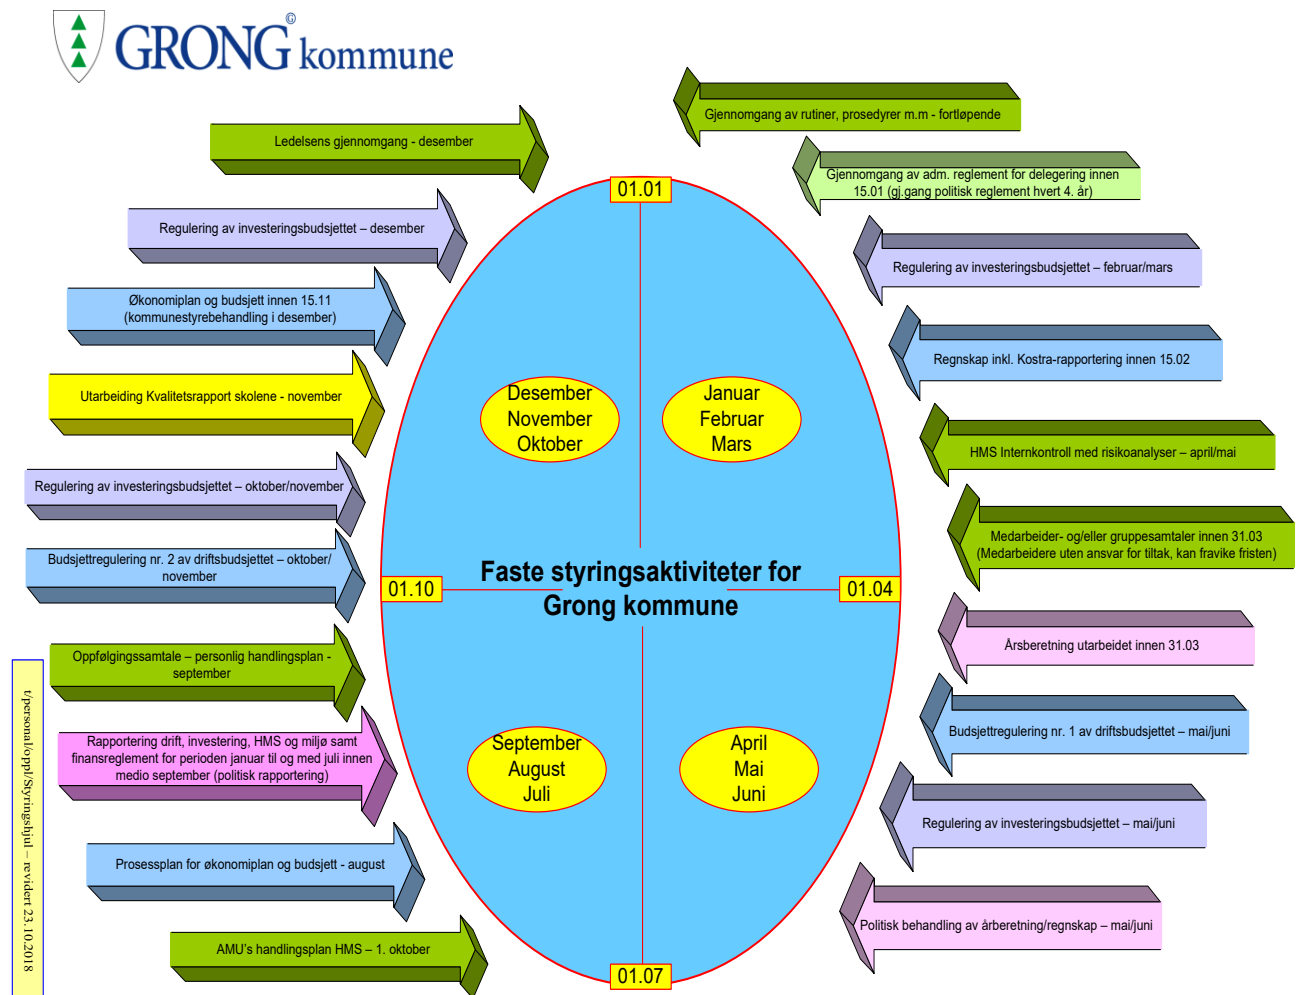 GRONG© kommune
Gjennomgang av rutiner, prosedyrer m.m - fortløpende
Gjennomgang av adm. reglement for delegering innen
15.01 (gj.gang politisk reglement hvert 4. år)
Regulering av investeringsbudsjettet – februar/mars
Regnskap inkl. Kostra-rapportering innen 15.02
HMS Internkontroll med risikoanalyser – april/mai
Medarbeider- og/eller gruppesamtaler innen 31.03
(Medarbeidere uten ansvar for tiltak, kan fravike fristen)
Årsberetning utarbeidet innen 31.03
Budsjettregulering nr. 1 av driftsbudsjettet – mai/juni
Regulering av investeringsbudsjettet – mai/juni
Politisk behandling av årberetning/regnskap – mai/juni
Ledelsens gjennomgang - desember
Regulering av investeringsbudsjettet – desember
Økonomiplan og budsjett innen 15.11
(kommunestyrebehandling i desember)
Utarbeiding Kvalitetsrapport skolene - november
Regulering av investeringsbudsjettet – oktober/november
Budsjettregulering nr. 2 av driftsbudsjettet – oktober/
november
Oppfølgingssamtale – personlig handlingsplan -
september
Rapportering drift, investering, HMS og miljø samt
finansreglement for perioden januar til og med juli innen
medio september (politisk rapportering)
Prosessplan for økonomiplan og budsjett - august
AMU's handlingsplan HMS – 1. oktober
01.01
Desember
November
Oktober
Januar
Februar
Mars
01.10
Faste styringsaktiviteter for
Grong kommune
01.04
September
August
Juli
April
Mai
Juni
01.07
t/personal/oppl/Styringshjul – revidert 23.10.2018